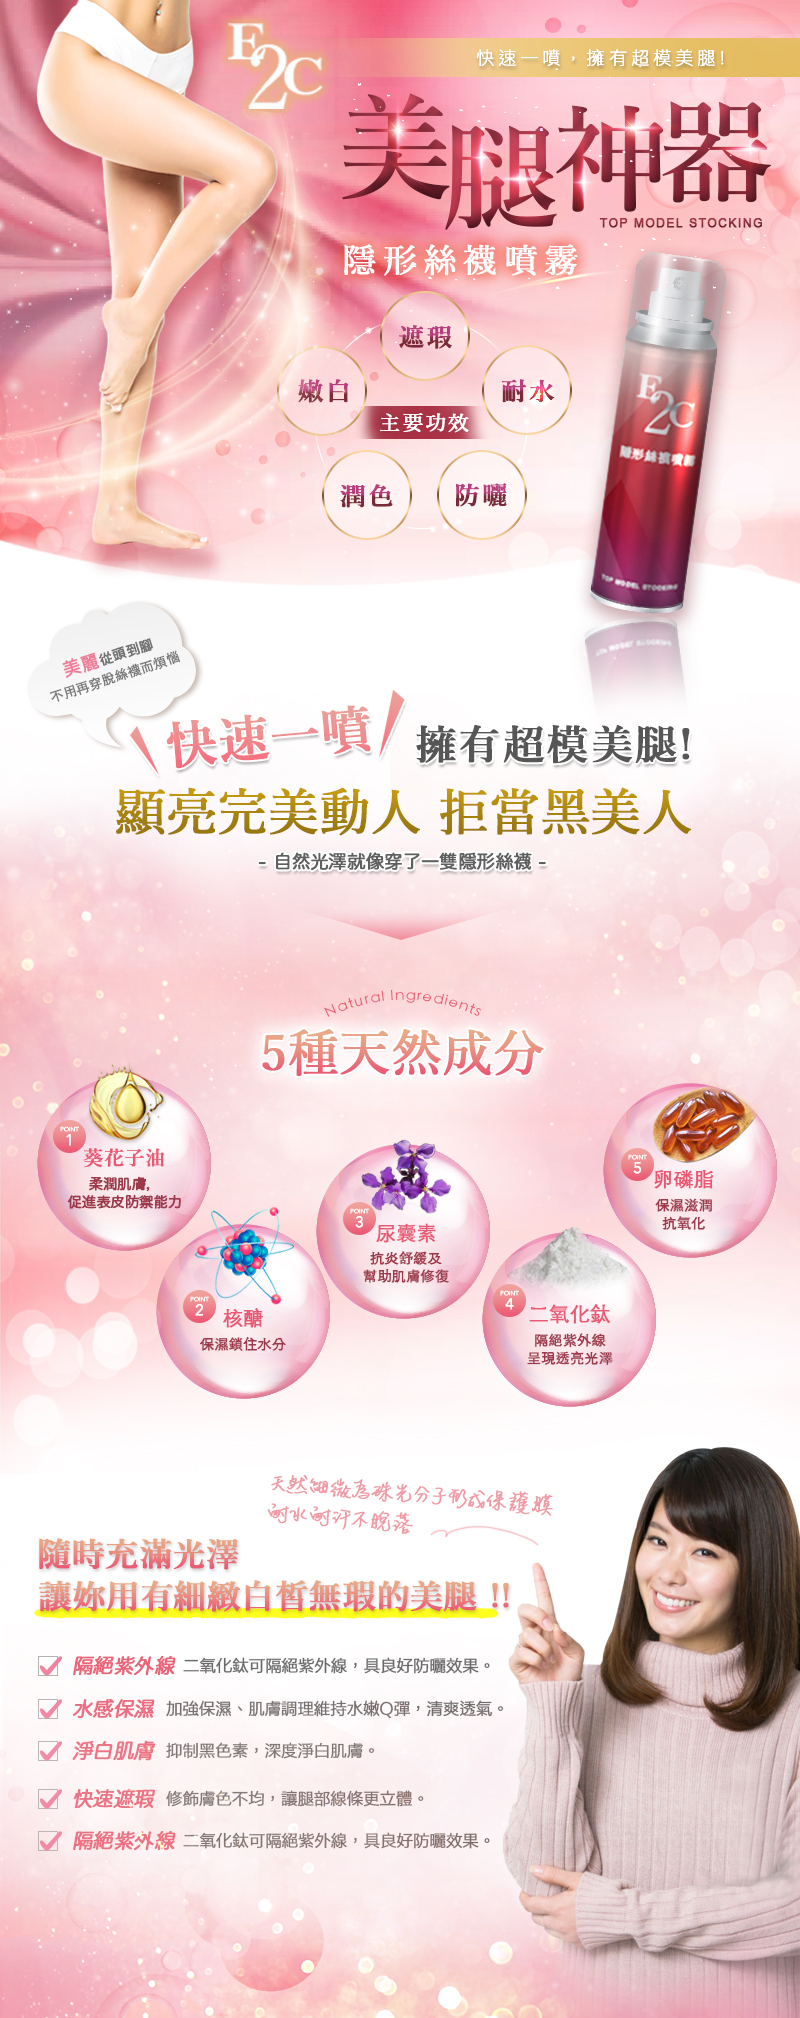 E2C
快速一噴，擁有超模美腿!
美腿神器
TOP MODEL STOCKING
隱形絲襪噴霧
遮瑕
嫩白
耐水
主要功效
潤色
防曬
E2C
隱形絲襪噴霧
TOP MODEL STOCKING
美麗從頭到腳
不用再穿脫絲襪而煩惱
快速一噴
擁有超模美腿!
顯亮完美動人 拒當黑美人
- 自然光澤就像穿了一雙隱形絲襪 -
Natural Ingredients
5種天然成分
POINT
1
葵花子油
柔潤肌膚,
促進表皮防禦能力
POINT
2
核醣
保濕鎖住水分
POINT
3
尿囊素
抗炎舒緩及
幫助肌膚修復
POINT
4
二氧化鈦
隔絕紫外線
呈現透亮光澤
POINT
5
卵磷脂
保濕滋潤
抗氧化
天然細微為珠光分子形成保護膜
耐水耐汗不脫落
隨時充滿光澤
讓妳用有細緻白皙無瑕的美腿 !!
隔絕紫外線 二氧化鈦可隔絕紫外線，具良好防曬效果。
水感保濕 加強保濕、肌膚調理維持水嫩Q彈，清爽透氣。
淨白肌膚 抑制黑色素，深度淨白肌膚。
快速遮瑕 修飾膚色不均，讓腿部線條更立體。
隔絕紫外線 二氧化鈦可隔絕紫外線，具良好防曬效果。